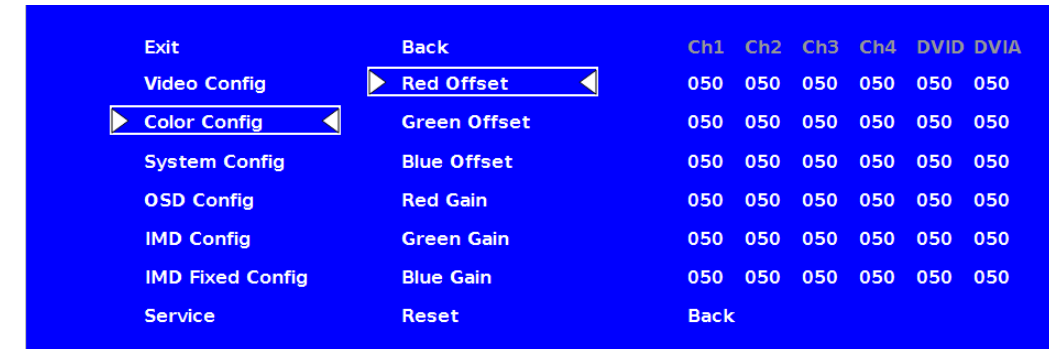 Exit Back Ch1 Ch2 Ch3 Ch4 DVID DVIA
Video Config Red Offset 050 050 050 050 050 050
Color Config Green Offset 050 050 050 050 050 050
System Config Blue Offset 050 050 050 050 050 050
OSD Config Red Gain 050 050 050 050 050 050
IMD Config Green Gain 050 050 050 050 050 050
IMD Fixed Config Blue Gain 050 050 050 050 050 050
Service Reset Back